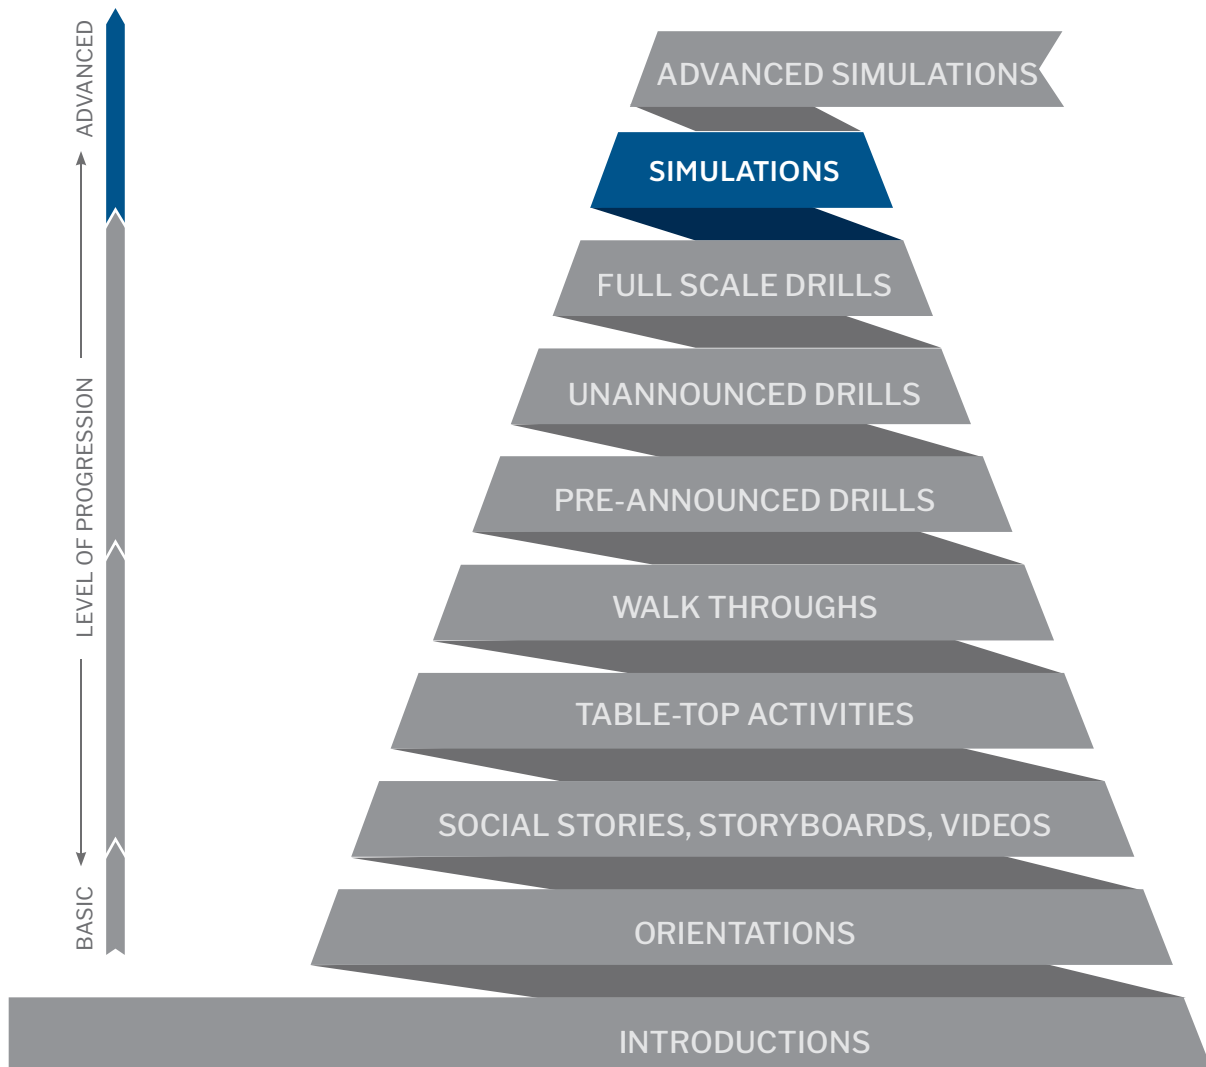 ADVANCED SIMULATIONS
SIMULATIONS
FULL SCALE DRILLS
UNANNOUNCED DRILLS
PRE-ANNOUNCED DRILLS
WALK THROUGHS
TABLE-TOP ACTIVITIES
SOCIAL STORIES, STORYBOARDS, VIDEOS
ORIENTATIONS
INTRODUCTIONS
ADVANCED
LEVEL OF PROGRESSION
BASIC